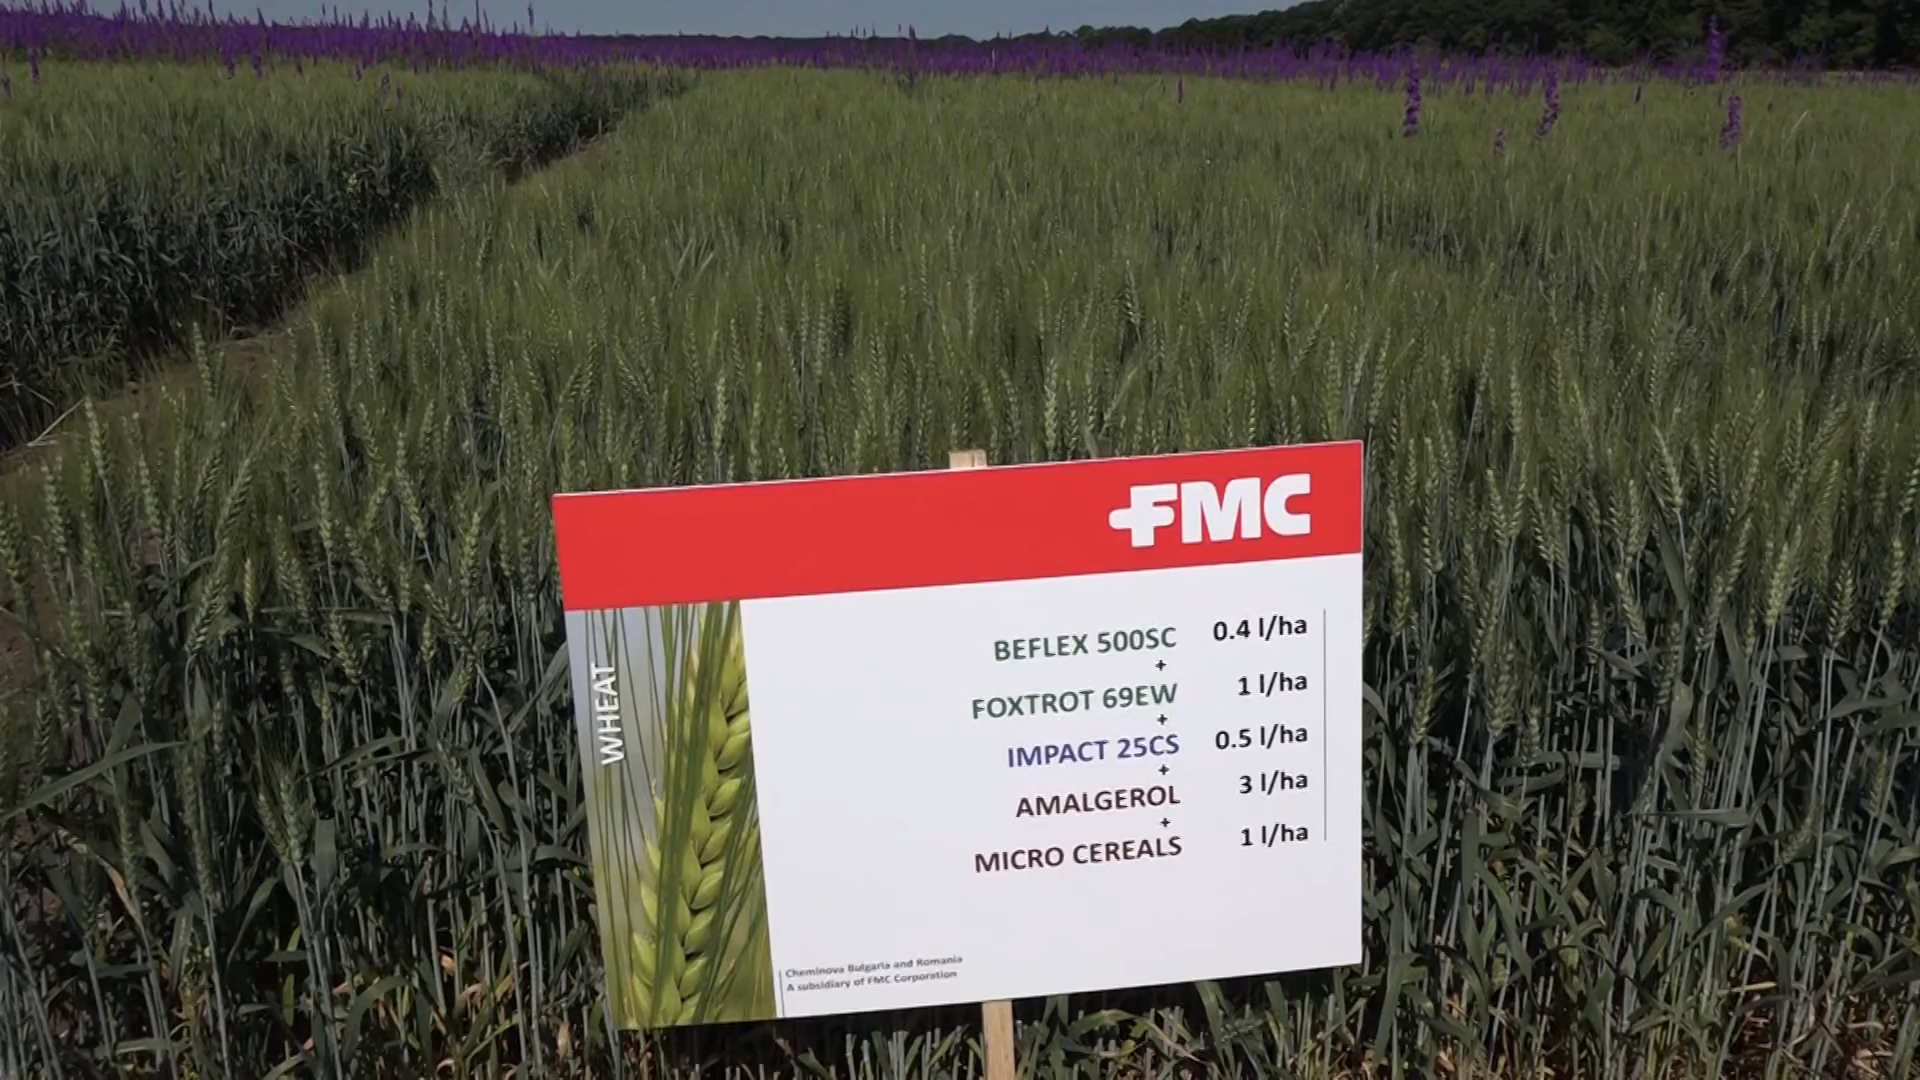 FMC
WHEAT
BEFLEX 500SC 0.4 l/ha
+
FOXTROT 69EW 1 l/ha
+
IMPACT 25CS 0.5 l/ha
+
AMALGEROL 3 l/ha
+
MICRO CEREALS 1 l/ha
Cheminova Bulgaria and Romania
A subsidiary of FMC Corporation